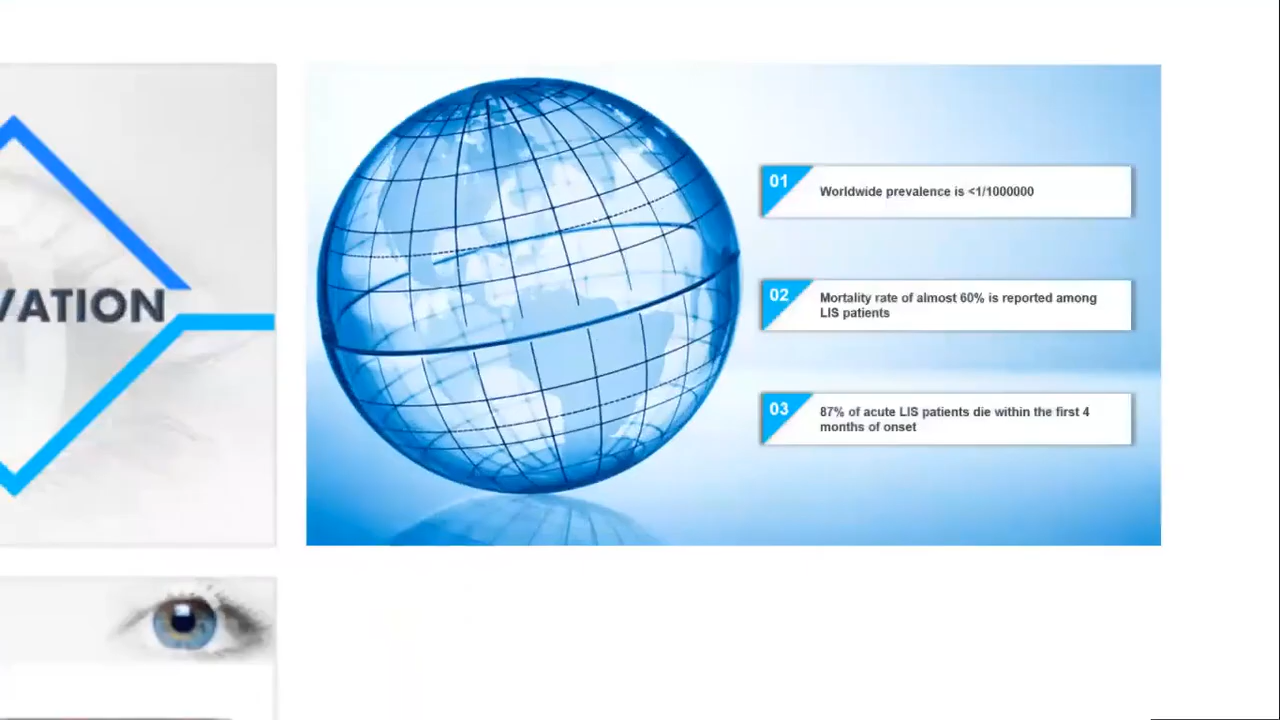 VATION
01
Worldwide prevalence is <1/1000000
02
Mortality rate of almost 60% is reported among
LIS patients
03
87% of acute LIS patients die within the first 4
months of onset